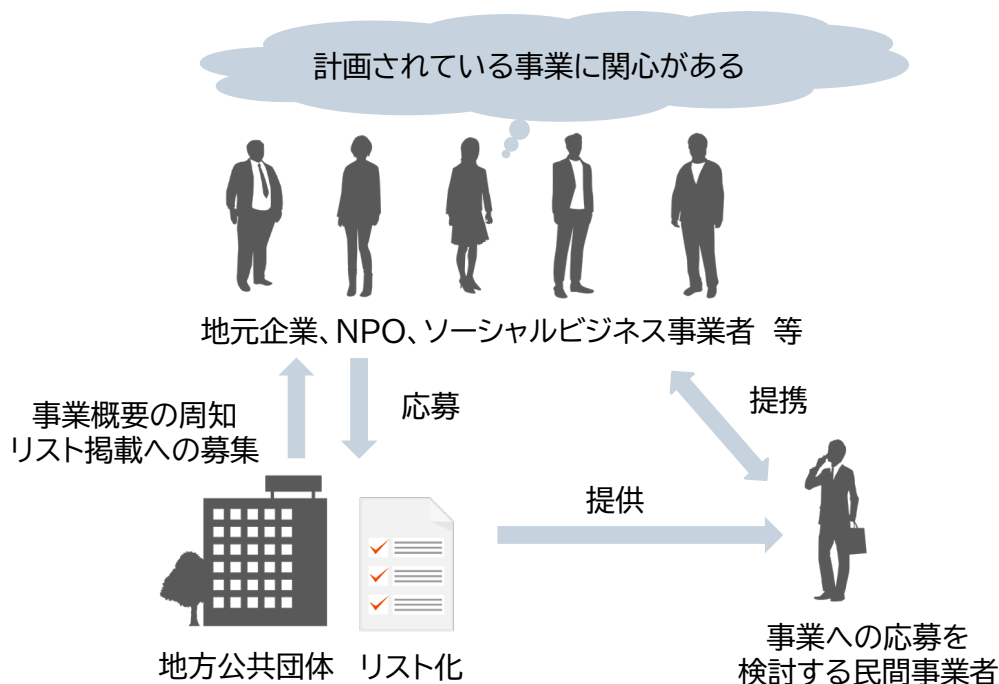 計画されている事業に関心がある
地元企業、NPO、ソーシャルビジネス事業者 等
事業概要の周知
リスト掲載への募集
応募
提携
提供
地方公共団体
リスト化
事業への応募を
検討する民間事業者